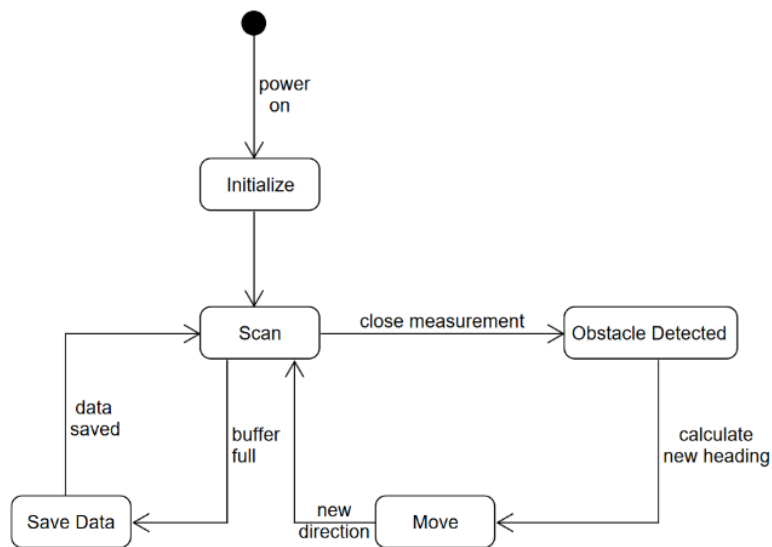 power
on
Initialize
Scan
close measurement
Obstacle Detected
data
saved
buffer
full
calculate
new heading
Save Data
new
direction
Move